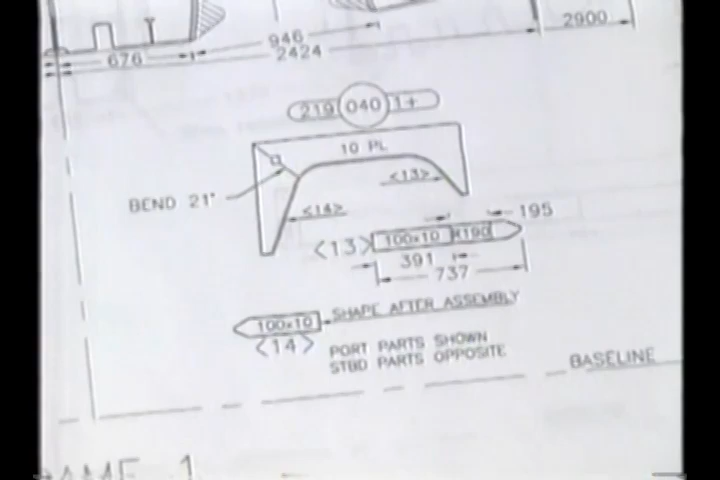 946
2900
676
2424
219 040 1+
10 PL
<13>
BEND 21°
<14>
195
<13> 100x10 R190
391
737
100x10 SHAPE AFTER ASSEMBLY
<14>
PORT PARTS SHOWN
STBD PARTS OPPOSITE
BASELINE